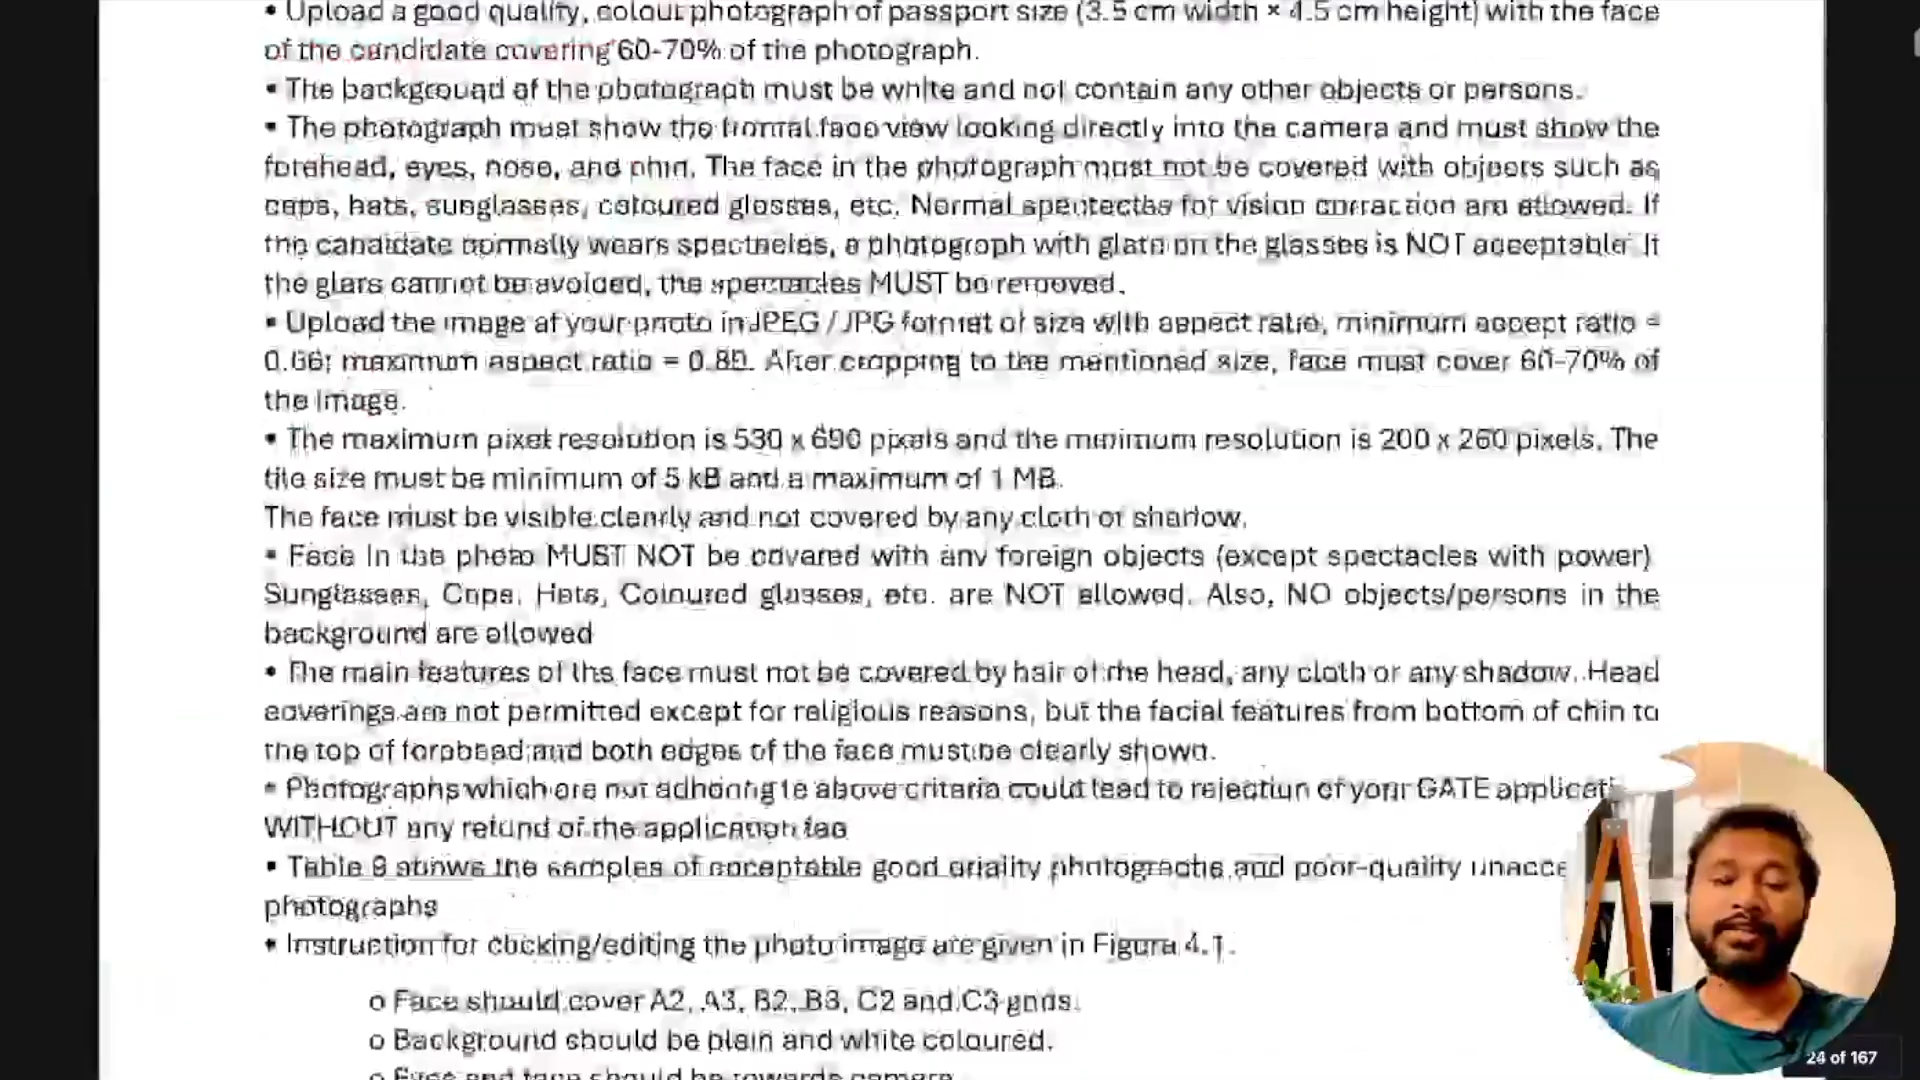 • Upload a good quality, colour photograph of passport size (3.5 cm width × 4.5 cm height) with the face
of the candidate covering 60-70% of the photograph.
• The background of the photograph must be white and not contain any other objects or persons.
• The photograph must show the frontal face view looking directly into the camera and must show the
forehead, eyes, nose, and chin. The face in the photograph must not be covered with objects such as
caps, hats, sunglasses, coloured glasses, etc. Normal spectacles for vision correction are allowed. If
the candidate normally wears spectacles, a photograph with glare on the glasses is NOT acceptable. If
the glare cannot be avoided, the spectacles MUST be removed.
• Upload the image of your photo in JPEG / JPG format of size with aspect ratio, minimum aspect ratio =
0.66; maximum aspect ratio = After cropping to the mentioned size, face must cover 60-70% of
the image.
• The maximum pixel resolution is 530 x 690 pixels and the minimum resolution is 200 x 260 pixels. The
file size must be minimum of 5 kB and a maximum of 1 MB.
The face must be visible clearly and not covered by any cloth or shadow.
• Face in the photo MUST NOT be covered with any foreign objects (except spectacles with power)
Sunglasses, Caps, Hats, Coloured glasses, etc. are NOT allowed. Also, NO objects/persons in the
background are allowed
• The main features of the face must not be covered by hair of the head, any cloth or any shadow. Head
coverings are not permitted except for religious reasons, but the facial features from bottom of chin to
the top of forehead and both edges of the face must be clearly shown.
• Photographs which are not adhering to above criteria could lead to rejection of your GATE applicati
WITHOUT any refund of the application fee
• Table shows the samples of acceptable good quality photographs and poor-quality unacce
photographs
• Instruction for clicking/editing the photo image are given in Figure 4.1.
o Face should cover A2, A3, B2, B3, C2 and C3 grids.
o Background should be plain and white coloured.
o Face and should be towards camera
24 of 167